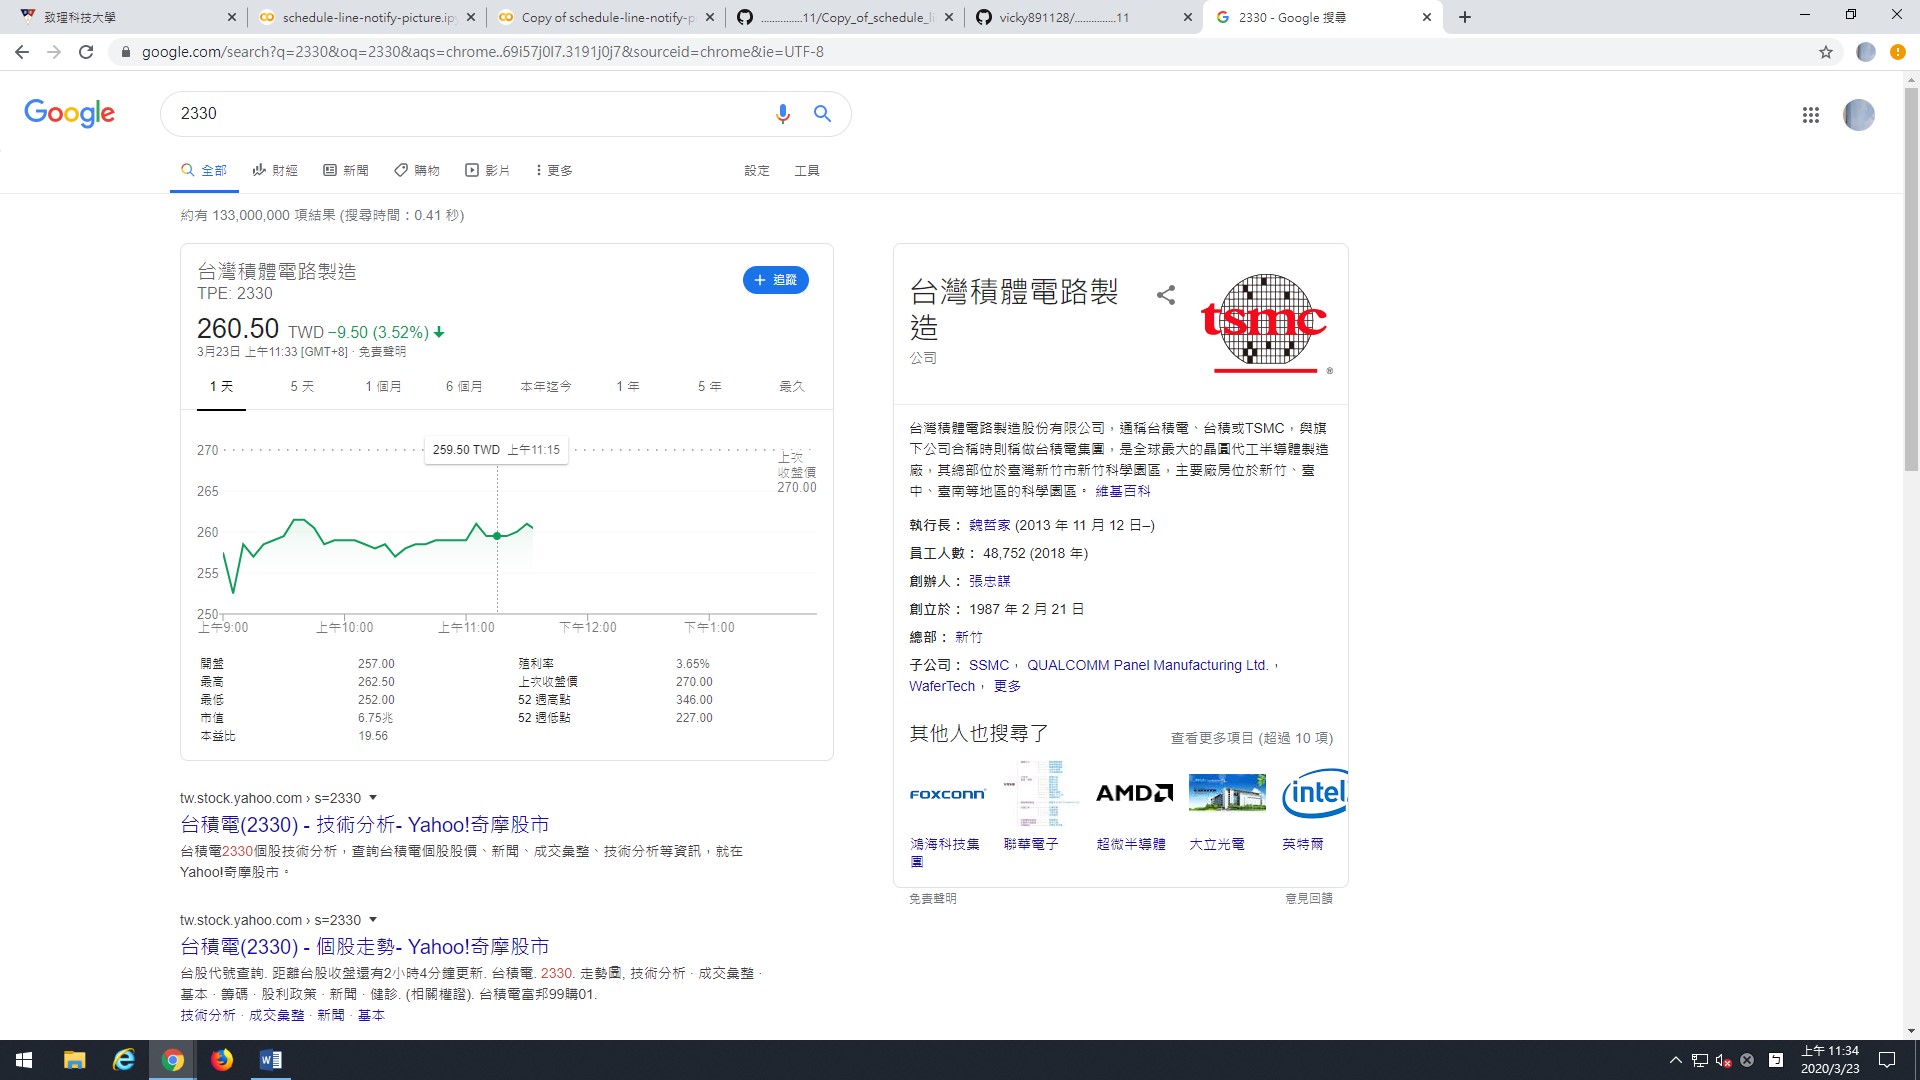 致理科技大學
schedule-line-notify-picture.ip
Copy of schedule-line-notify-p
...............11/Copy_of_schedule_l
vicky891128/...............11
2330 - Google 搜尋
google.com/search?q=2330&oq=2330&aqs=chrome..69i57j0l7.3191j0j7&sourceid=chrome&ie=UTF-8
Google
2330
全部
財經
新聞
購物
影片
更多
設定
工具
約有 133,000,000 項結果 (搜尋時間：0.41 秒)
台灣積體電路製造
TPE: 2330
追蹤
260.50 TWD −9.50 (3.52%)
3月23日 上午11:33 [GMT+8] · 免責聲明
1 天
5 天
1 個月
6 個月
本年迄今
1 年
5 年
最久
259.50 TWD 上午11:15
270
265
260
255
250
上次
收盤價
270.00
上午9:00
上午10:00
上午11:00
下午12:00
下午1:00
開盤 257.00
最高 262.50
最低 252.00
市值 6.75兆
本益比 19.56
殖利率 3.65%
上次收盤價 270.00
52 週高點 346.00
52 週低點 227.00
tw.stock.yahoo.com › s=2330
台積電(2330) - 技術分析- Yahoo!奇摩股市
台積電2330個股技術分析，查詢台積電個股股價、新聞、成交彙整、技術分析等資訊，就在
Yahoo!奇摩股市。
tw.stock.yahoo.com › s=2330
台積電(2330) - 個股走勢- Yahoo!奇摩股市
台股代號查詢. 距離台股收盤還有2小時4分鐘更新. 台積電. 2330. 走勢圖, 技術分析 · 成交彙整 ·
基本 · 籌碼 · 股利政策 · 新聞 · 健診. (相關權證). 台積電富邦99購01.
技術分析 · 成交彙整 · 新聞 · 基本
台灣積體電路製
造
公司
tsmc
®
台灣積體電路製造股份有限公司，通稱台積電、台積或TSMC，與旗
下公司合稱時則稱做台積電集團，是全球最大的晶圓代工半導體製造
廠，其總部位於臺灣新竹市新竹科學園區，主要廠房位於新竹、臺
中、臺南等地區的科學園區。 維基百科
執行長： 魏哲家 (2013 年 11 月 12 日–)
員工人數： 48,752 (2018 年)
創辦人： 張忠謀
創立於： 1987 年 2 月 21 日
總部： 新竹
子公司： SSMC， QUALCOMM Panel Manufacturing Ltd.，
WaferTech， 更多
其他人也搜尋了
查看更多項目 (超過 10 項)
FOXCONN
AMD
intel
鴻海科技集
團
聯華電子
超微半導體
大立光電
英特爾
免責聲明
意見回饋
上午 11:34
2020/3/23